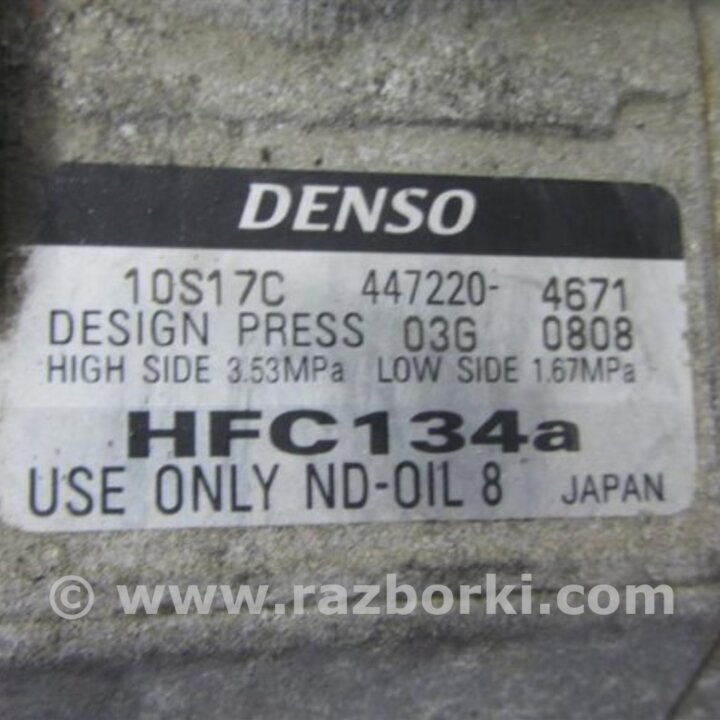 DENSO
10S17C 447220- 4671
DESIGN PRESS 03G 0808
HIGH SIDE 3.53MPa LOW SIDE 1.67MPa
HFC134a
USE ONLY ND-OIL 8 JAPAN
© www.razborki.com